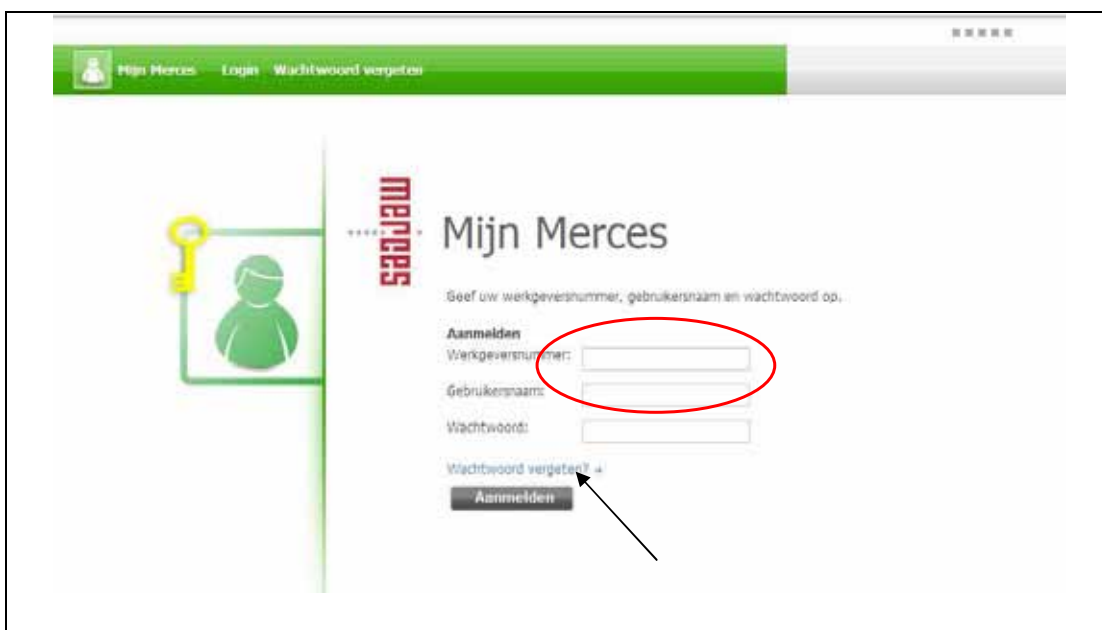 Mijn Merces Login Wachtwoord vergeten
merces
Mijn Merces
Geef uw werkgeversnummer, gebruikersnaam en wachtwoord op.
Aanmelden
Werkgeversnummer:
Gebruikersnaam:
Wachtwoord:
Wachtwoord vergeten?
Aanmelden